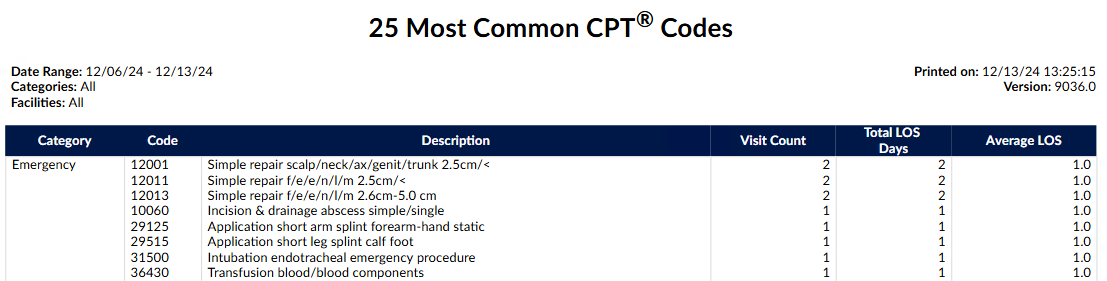 25 Most Common CPT® Codes
Date Range: 12/06/24 - 12/13/24 Printed on: 12/13/24 13:25:15
Categories: All Version: 9036.0
Facilities: All
Category Code Description Visit Count Total LOS Days Average LOS
Emergency 12001 Simple repair scalp/neck/ax/genit/trunk 2.5cm/< 2 2 1.0
12011 Simple repair f/e/e/n/l/m 2.5cm/< 2 2 1.0
12013 Simple repair f/e/e/n/l/m 2.6cm-5.0 cm 2 2 1.0
10060 Incision & drainage abscess simple/single 1 1 1.0
29125 Application short arm splint forearm-hand static 1 1 1.0
29515 Application short leg splint calf foot 1 1 1.0
31500 Intubation endotracheal emergency procedure 1 1 1.0
36430 Transfusion blood/blood components 1 1 1.0